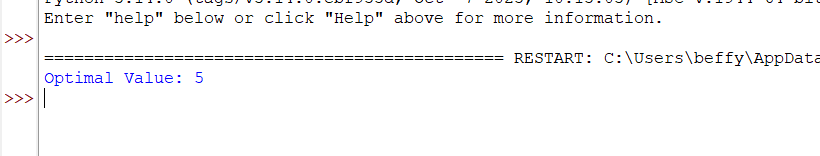 Enter "help" below or click "Help" above for more information.
>>>
============================================== RESTART: C:\Users\beffy\AppData
Optimal Value: 5
>>>